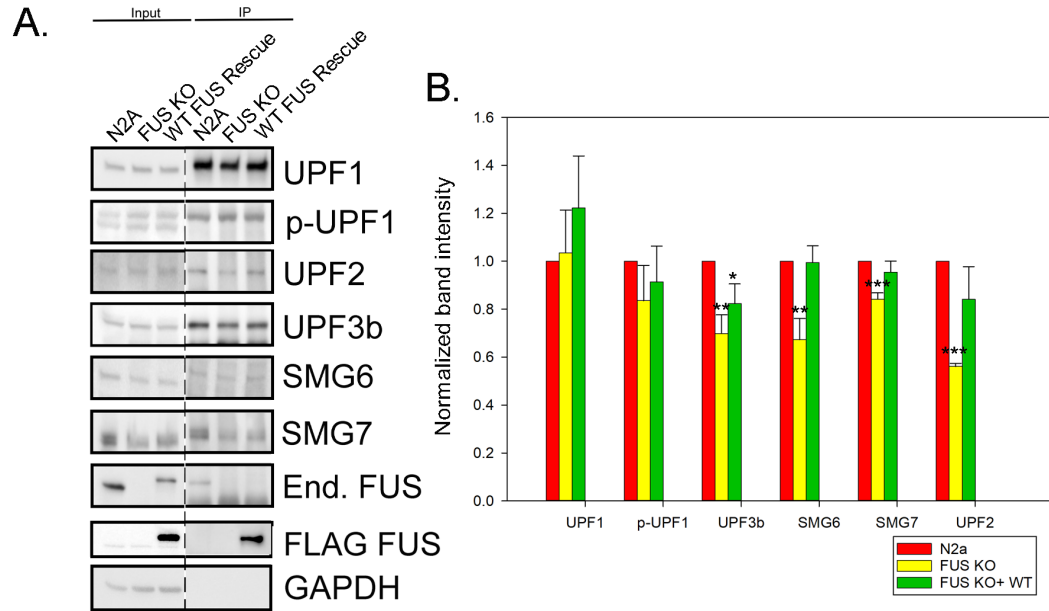 A.
Input IP
N2A FUS KO WT FUS Rescue N2A FUS KO WT FUS Rescue
UPF1
p-UPF1
UPF2
UPF3b
SMG6
SMG7
End. FUS
FLAG FUS
GAPDH
B.
Normalized band intensity
1.6
1.4
1.2
1.0
0.8
0.6
0.4
0.2
0.0
** * ** *** ***
UPF1 p-UPF1 UPF3b SMG6 SMG7 UPF2
N2a
FUS KO
FUS KO+ WT